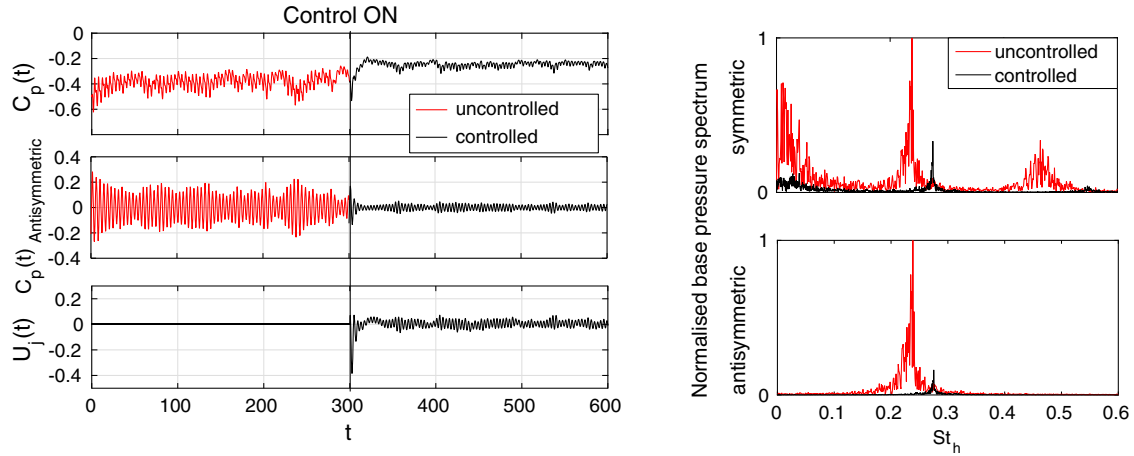 Control ON
0
-0.2
-0.4
-0.6
C_p(t)
uncontrolled
controlled
0.4
0.2
0
-0.2
-0.4
C_p(t) Antisymmetric
0.2
0
-0.2
-0.4
U_j(t)
0 100 200 300 400 500 600
t
Normalised base pressure spectrum
symmetric
1
0
uncontrolled
controlled
antisymmetric
1
0
0 0.1 0.2 0.3 0.4 0.5 0.6
St_h